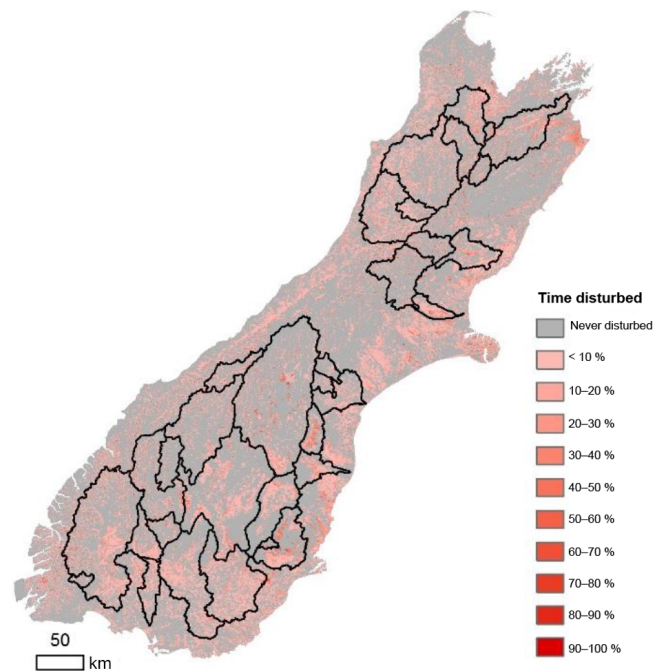 Time disturbed
Never disturbed
< 10 %
10–20 %
20–30 %
30–40 %
40–50 %
50–60 %
60–70 %
70–80 %
80–90 %
90–100 %
50
km